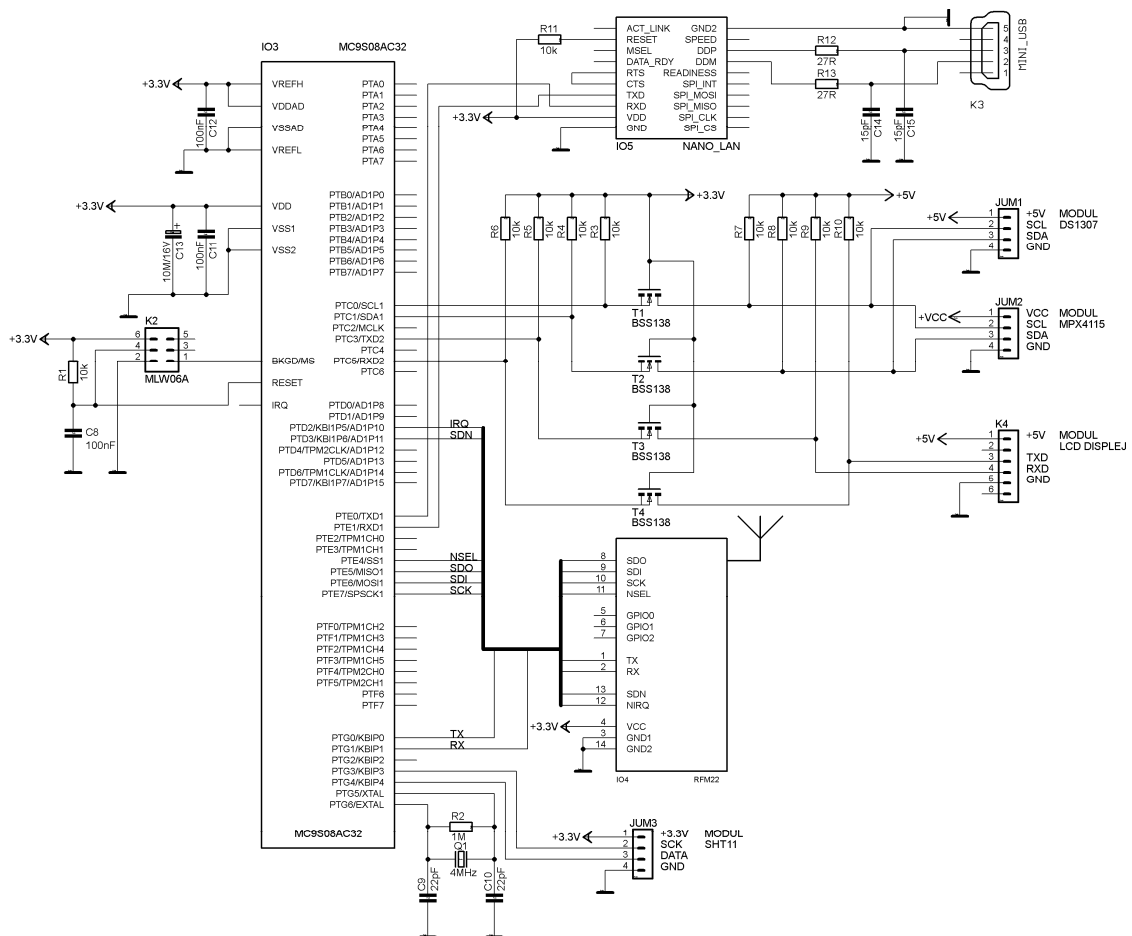 IO3
MC9S08AC32
VREFH
VDDAD
VSSAD
VREFL
VDD
VSS1
VSS2
BKGD/MS
RESET
IRQ
PTA0
PTA1
PTA2
PTA3
PTA4
PTA5
PTA6
PTA7
PTB0/AD1P0
PTB1/AD1P1
PTB2/AD1P2
PTB3/AD1P3
PTB4/AD1P4
PTB5/AD1P5
PTB6/AD1P6
PTB7/AD1P7
PTC0/SCL1
PTC1/SDA1
PTC2/MCLK
PTC3/TXD2
PTC4
PTC5/RXD2
PTC6
PTD0/AD1P8
PTD1/AD1P9
PTD2/KBI1P5/AD1P10
PTD3/KBI1P6/AD1P11
PTD4/TPM2CLK/AD1P12
PTD5/AD1P13
PTD6/TPM1CLK/AD1P14
PTD7/KBI1P7/AD1P15
PTE0/TXD1
PTE1/RXD1
PTE2/TPM1CH0
PTE3/TPM1CH1
PTE4/SS1
PTE5/MISO1
PTE6/MOSI1
PTE7/SPSCK1
PTF0/TPM1CH2
PTF1/TPM1CH3
PTF2/TPM1CH4
PTF3/TPM1CH5
PTF4/TPM2CH0
PTF5/TPM2CH1
PTF6
PTF7
PTG0/KBIP0
PTG1/KBIP1
PTG2/KBIP2
PTG3/KBIP3
PTG4/KBIP4
PTG5/XTAL
PTG6/EXTAL
MC9S08AC32
+3.3V
100nF
C12
+3.3V
10M/16V
+
C13
100nF
C11
+3.3V
K2
6 5
4 3
2 1
MLW06A
R1
10k
C8
100nF
IRQ
SDN
NSEL
SDO
SDI
SCK
TX
RX
R2
1M
Q1
4MHz
C9
22pF
C10
22pF
R11
10k
+3.3V
ACT_LINK
RESET
MSEL
DATA_RDY
RTS
CTS
TXD
RXD
VDD
GND
GND2
SPEED
DDP
DDM
READINESS
SPI_INT
SPI_MOSI
SPI_MISO
SPI_CLK
SPI_CS
IO5
NANO_LAN
R12
27R
R13
27R
15pF
C14
15pF
C15
5
4
3
2
1
MINI_USB
K3
+3.3V
R6
10k
R5
10k
R4
10k
R3
10k
+5V
R7
10k
R8
10k
R9
10k
R10
10k
T1
BSS138
T2
BSS138
T3
BSS138
T4
BSS138
JUM1
+5V
1 +5V
2 SCL
3 SDA
4 GND
MODUL
DS1307
JUM2
+VCC
1 VCC
2 SCL
3 SDA
4 GND
MODUL
MPX4115
K4
+5V
1 +5V
2
3 TXD
4 RXD
5 GND
6
MODUL
LCD DISPLEJ
8 SDO
9 SDI
10 SCK
11 NSEL
5 GPIO0
6 GPIO1
7 GPIO2
1 TX
2 RX
13 SDN
12 NIRQ
+3.3V
4 VCC
3 GND1
14 GND2
IO4
RFM22
JUM3
+3.3V
1 +3.3V
2 SCK
3 DATA
4 GND
MODUL
SHT11